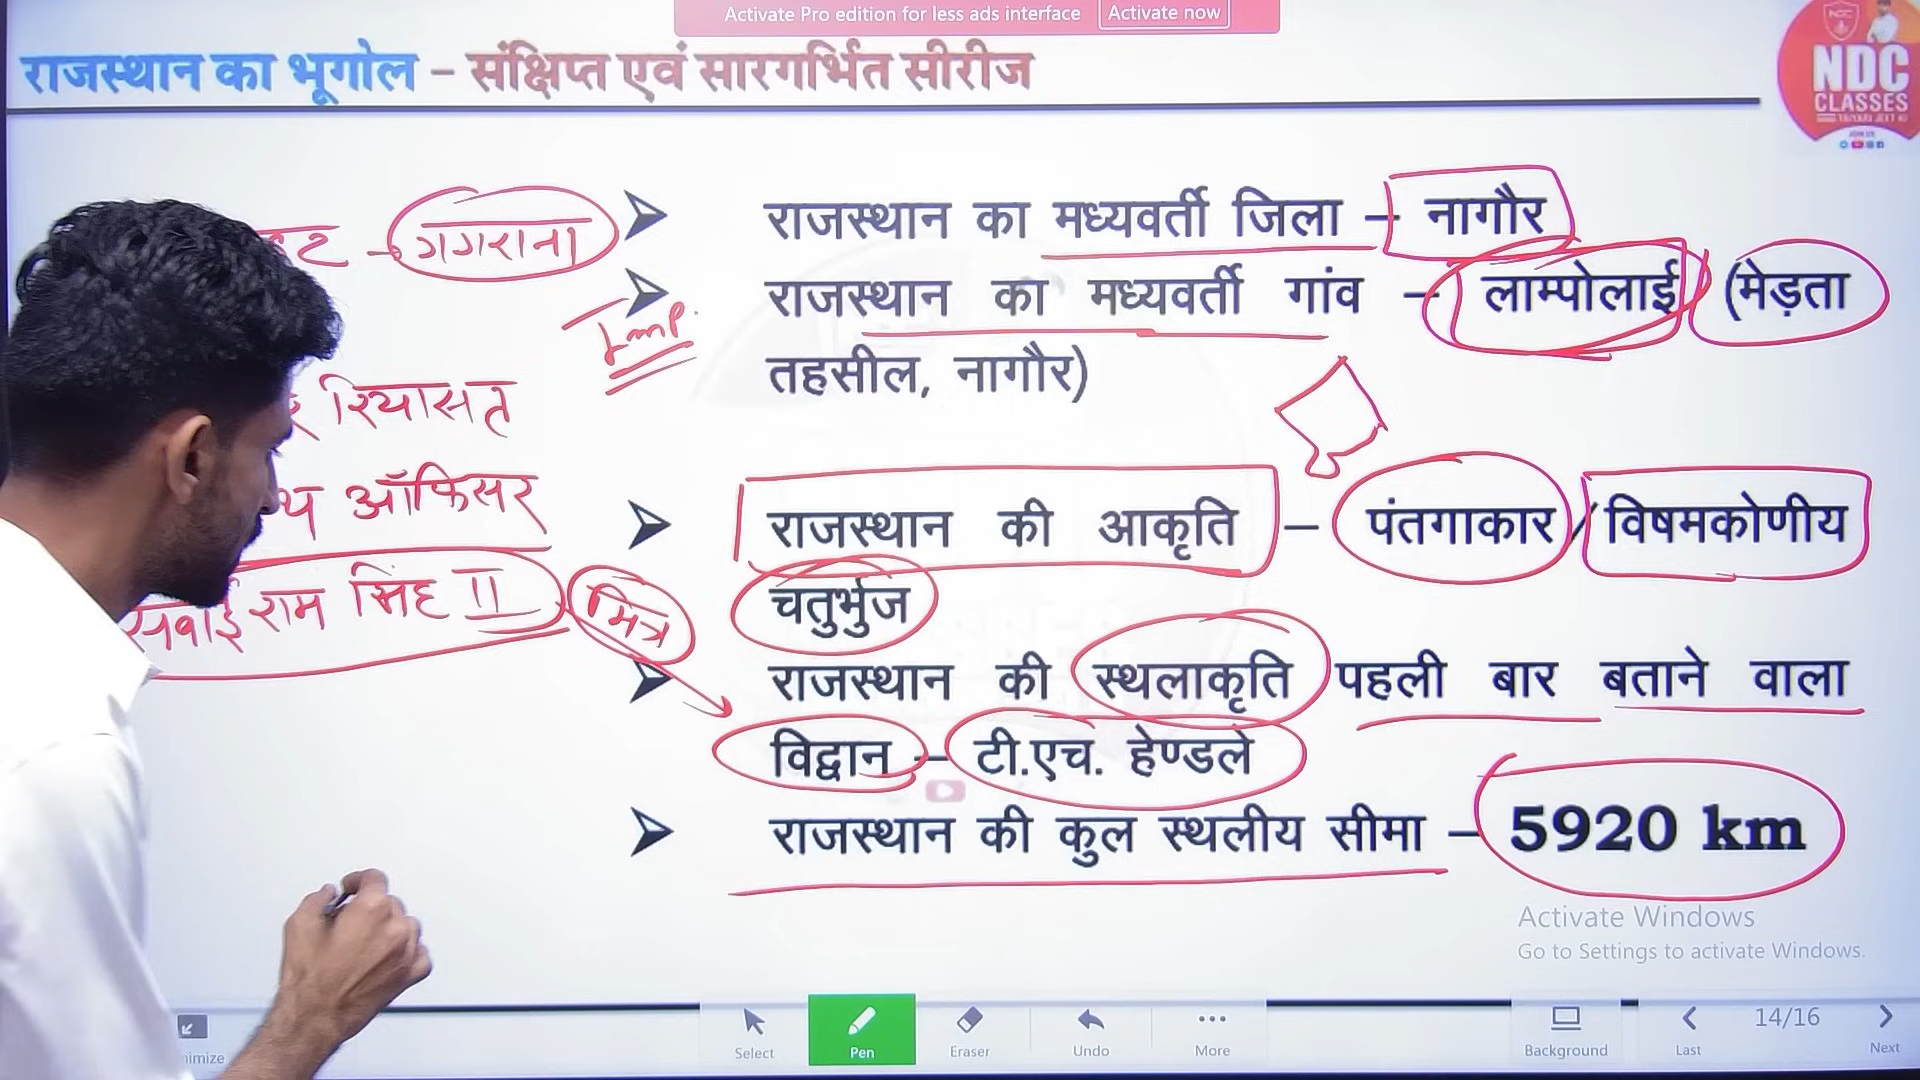 Activate Pro edition for less ads interface Activate now
राजस्थान का भूगोल – संक्षिप्त एवं सारगर्भित सीरीज
NDC
CLASSES
गगराना
➢ राजस्थान का मध्यवर्ती जिला – नागौर
➢ राजस्थान का मध्यवर्ती गांव – लाम्पोलाई (मेड़ता
Imp.
तहसील, नागौर)
रियासत
ऑफिसर
➢ राजस्थान की आकृति – पंतगाकार/विषमकोणीय
चतुर्भुज
सवाई राम सिंह II
मित्र
➢ राजस्थान की स्थलाकृति पहली बार बताने वाला
विद्वान – टी.एच. हेण्डले
➢ राजस्थान की कुल स्थलीय सीमा – 5920 km
Activate Windows
Go to Settings to activate Windows.
Select
Pen
Eraser
Undo
More
Background
Last
14/16
Next